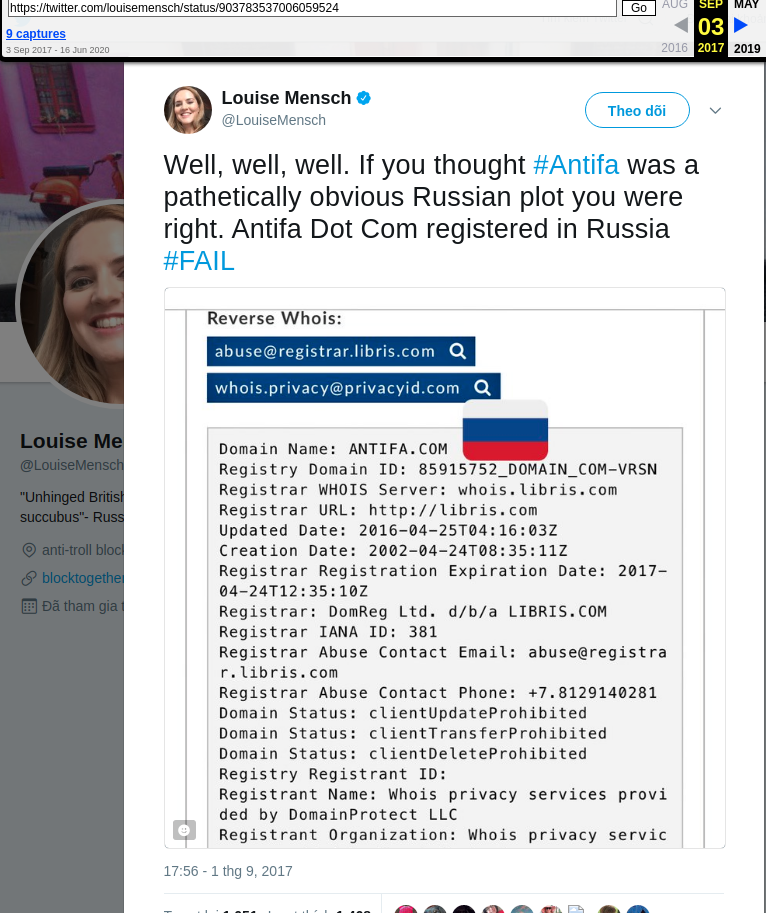 https://twitter.com/louisemensch/status/903783537006059524
Go
AUG SEP MAY
9 captures
03
3 Sep 2017 - 16 Jun 2020
2016 2017 2019
Louise Mensch
@LouiseMensch
Theo dõi
Well, well, well. If you thought #Antifa was a
pathetically obvious Russian plot you were
right. Antifa Dot Com registered in Russia
#FAIL
Reverse Whois:
abuse@registrar.libris.com
whois.privacy@privacyid.com
Domain Name: ANTIFA.COM
Registry Domain ID: 85915752_DOMAIN_COM-VRSN
Registrar WHOIS Server: whois.libris.com
Registrar URL: http://libris.com
Updated Date: 2016-04-25T04:16:03Z
Creation Date: 2002-04-24T08:35:11Z
Registrar Registration Expiration Date: 2017-
04-24T12:35:10Z
Registrar: DomReg Ltd. d/b/a LIBRIS.COM
Registrar IANA ID: 381
Registrar Abuse Contact Email: abuse@registra
r.libris.com
Registrar Abuse Contact Phone: +7.8129140281
Domain Status: clientUpdateProhibited
Domain Status: clientTransferProhibited
Domain Status: clientDeleteProhibited
Registry Registrant ID:
Registrant Name: Whois privacy services provi
ded by DomainProtect LLC
Registrant Organization: Whois privacy servic
17:56 - 1 thg 9, 2017
Louise Me
@LouiseMensch
"Unhinged British
succubus"- Russ
anti-troll block
blocktogether
Đã tham gia t